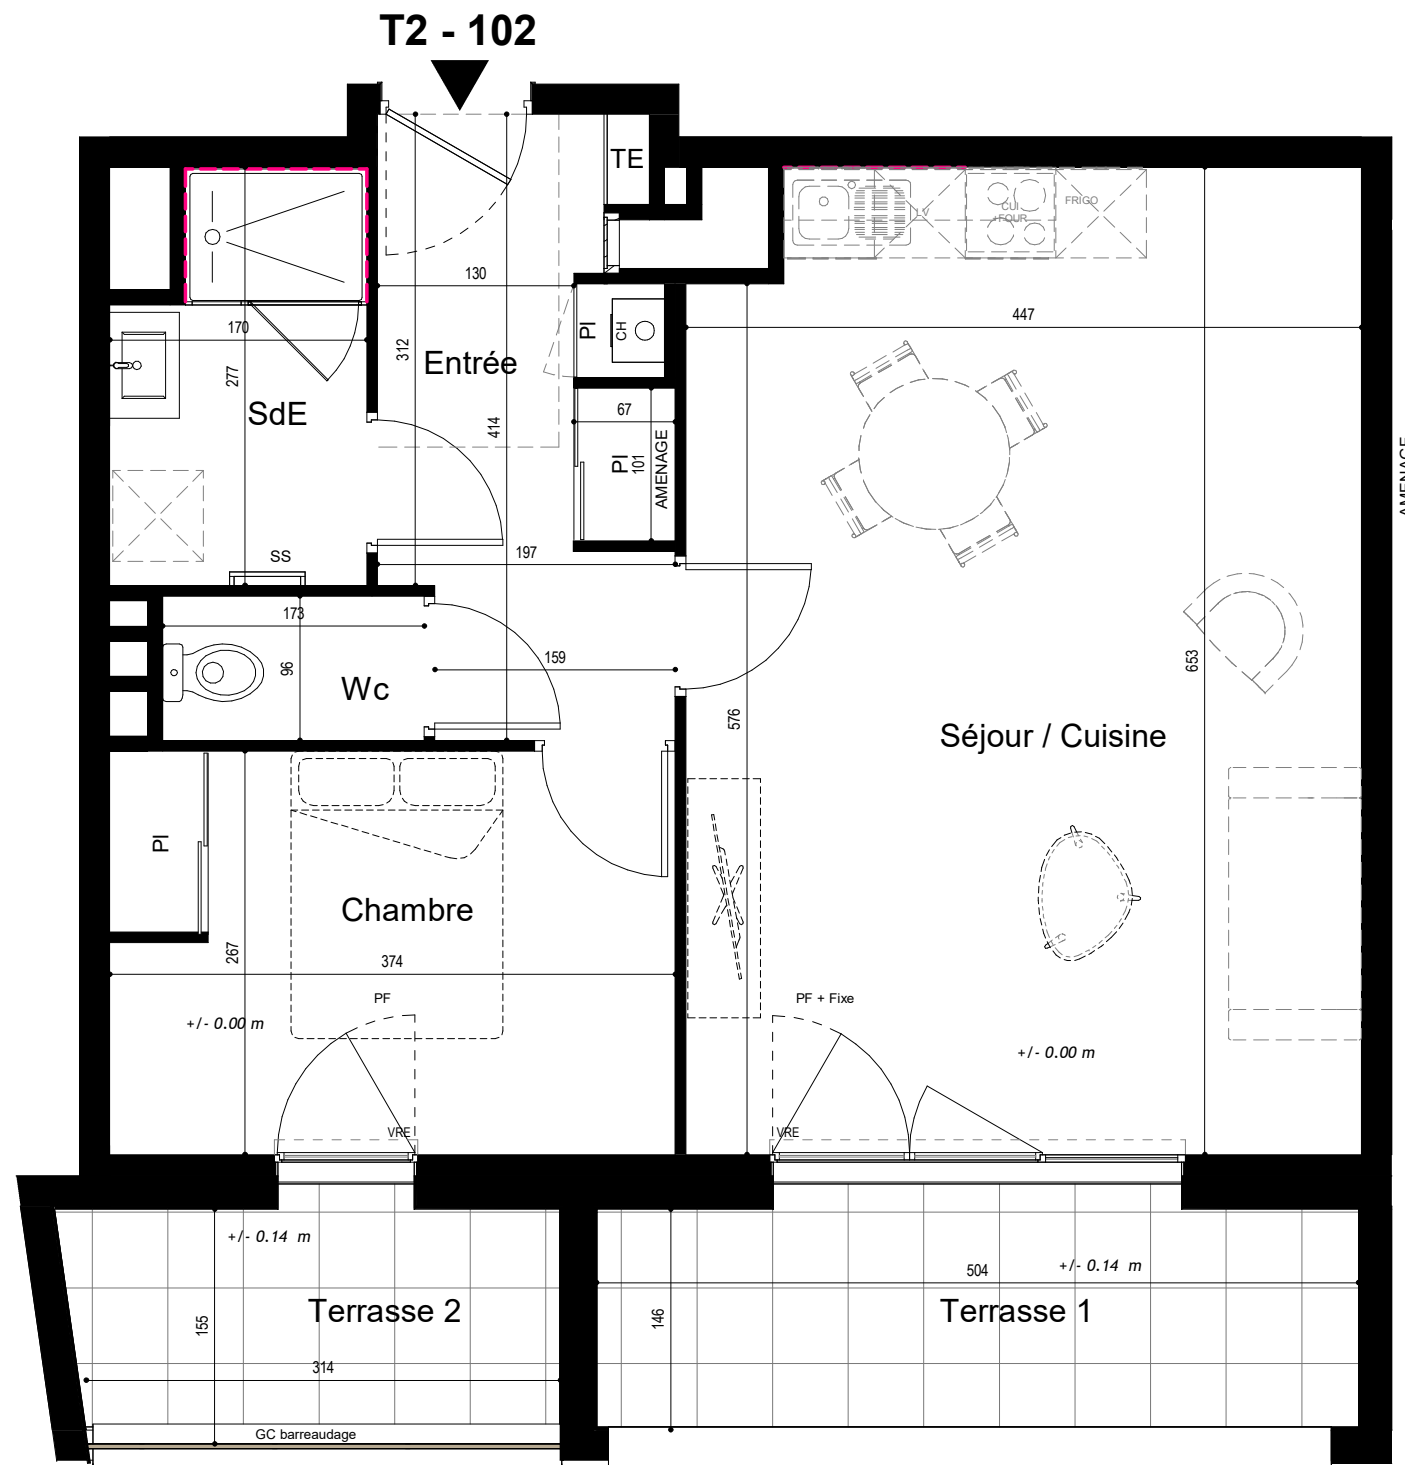 T2 - 102
TE
LV
CUI
+FOUR
FRIGO
130
170
447
312
277
Entrée
PI
CH
SdE
67
414
PI
101
AMENAGE
AMENAGE
SS
197
173
159
96
Wc
653
576
Séjour / Cuisine
PI
Chambre
267
374
PF
PF + Fixe
+/- 0.00 m
+/- 0.00 m
VRE
VRE
+/- 0.14 m
+/- 0.14 m
504
155
Terrasse 2
146
Terrasse 1
314
GC barreaudage